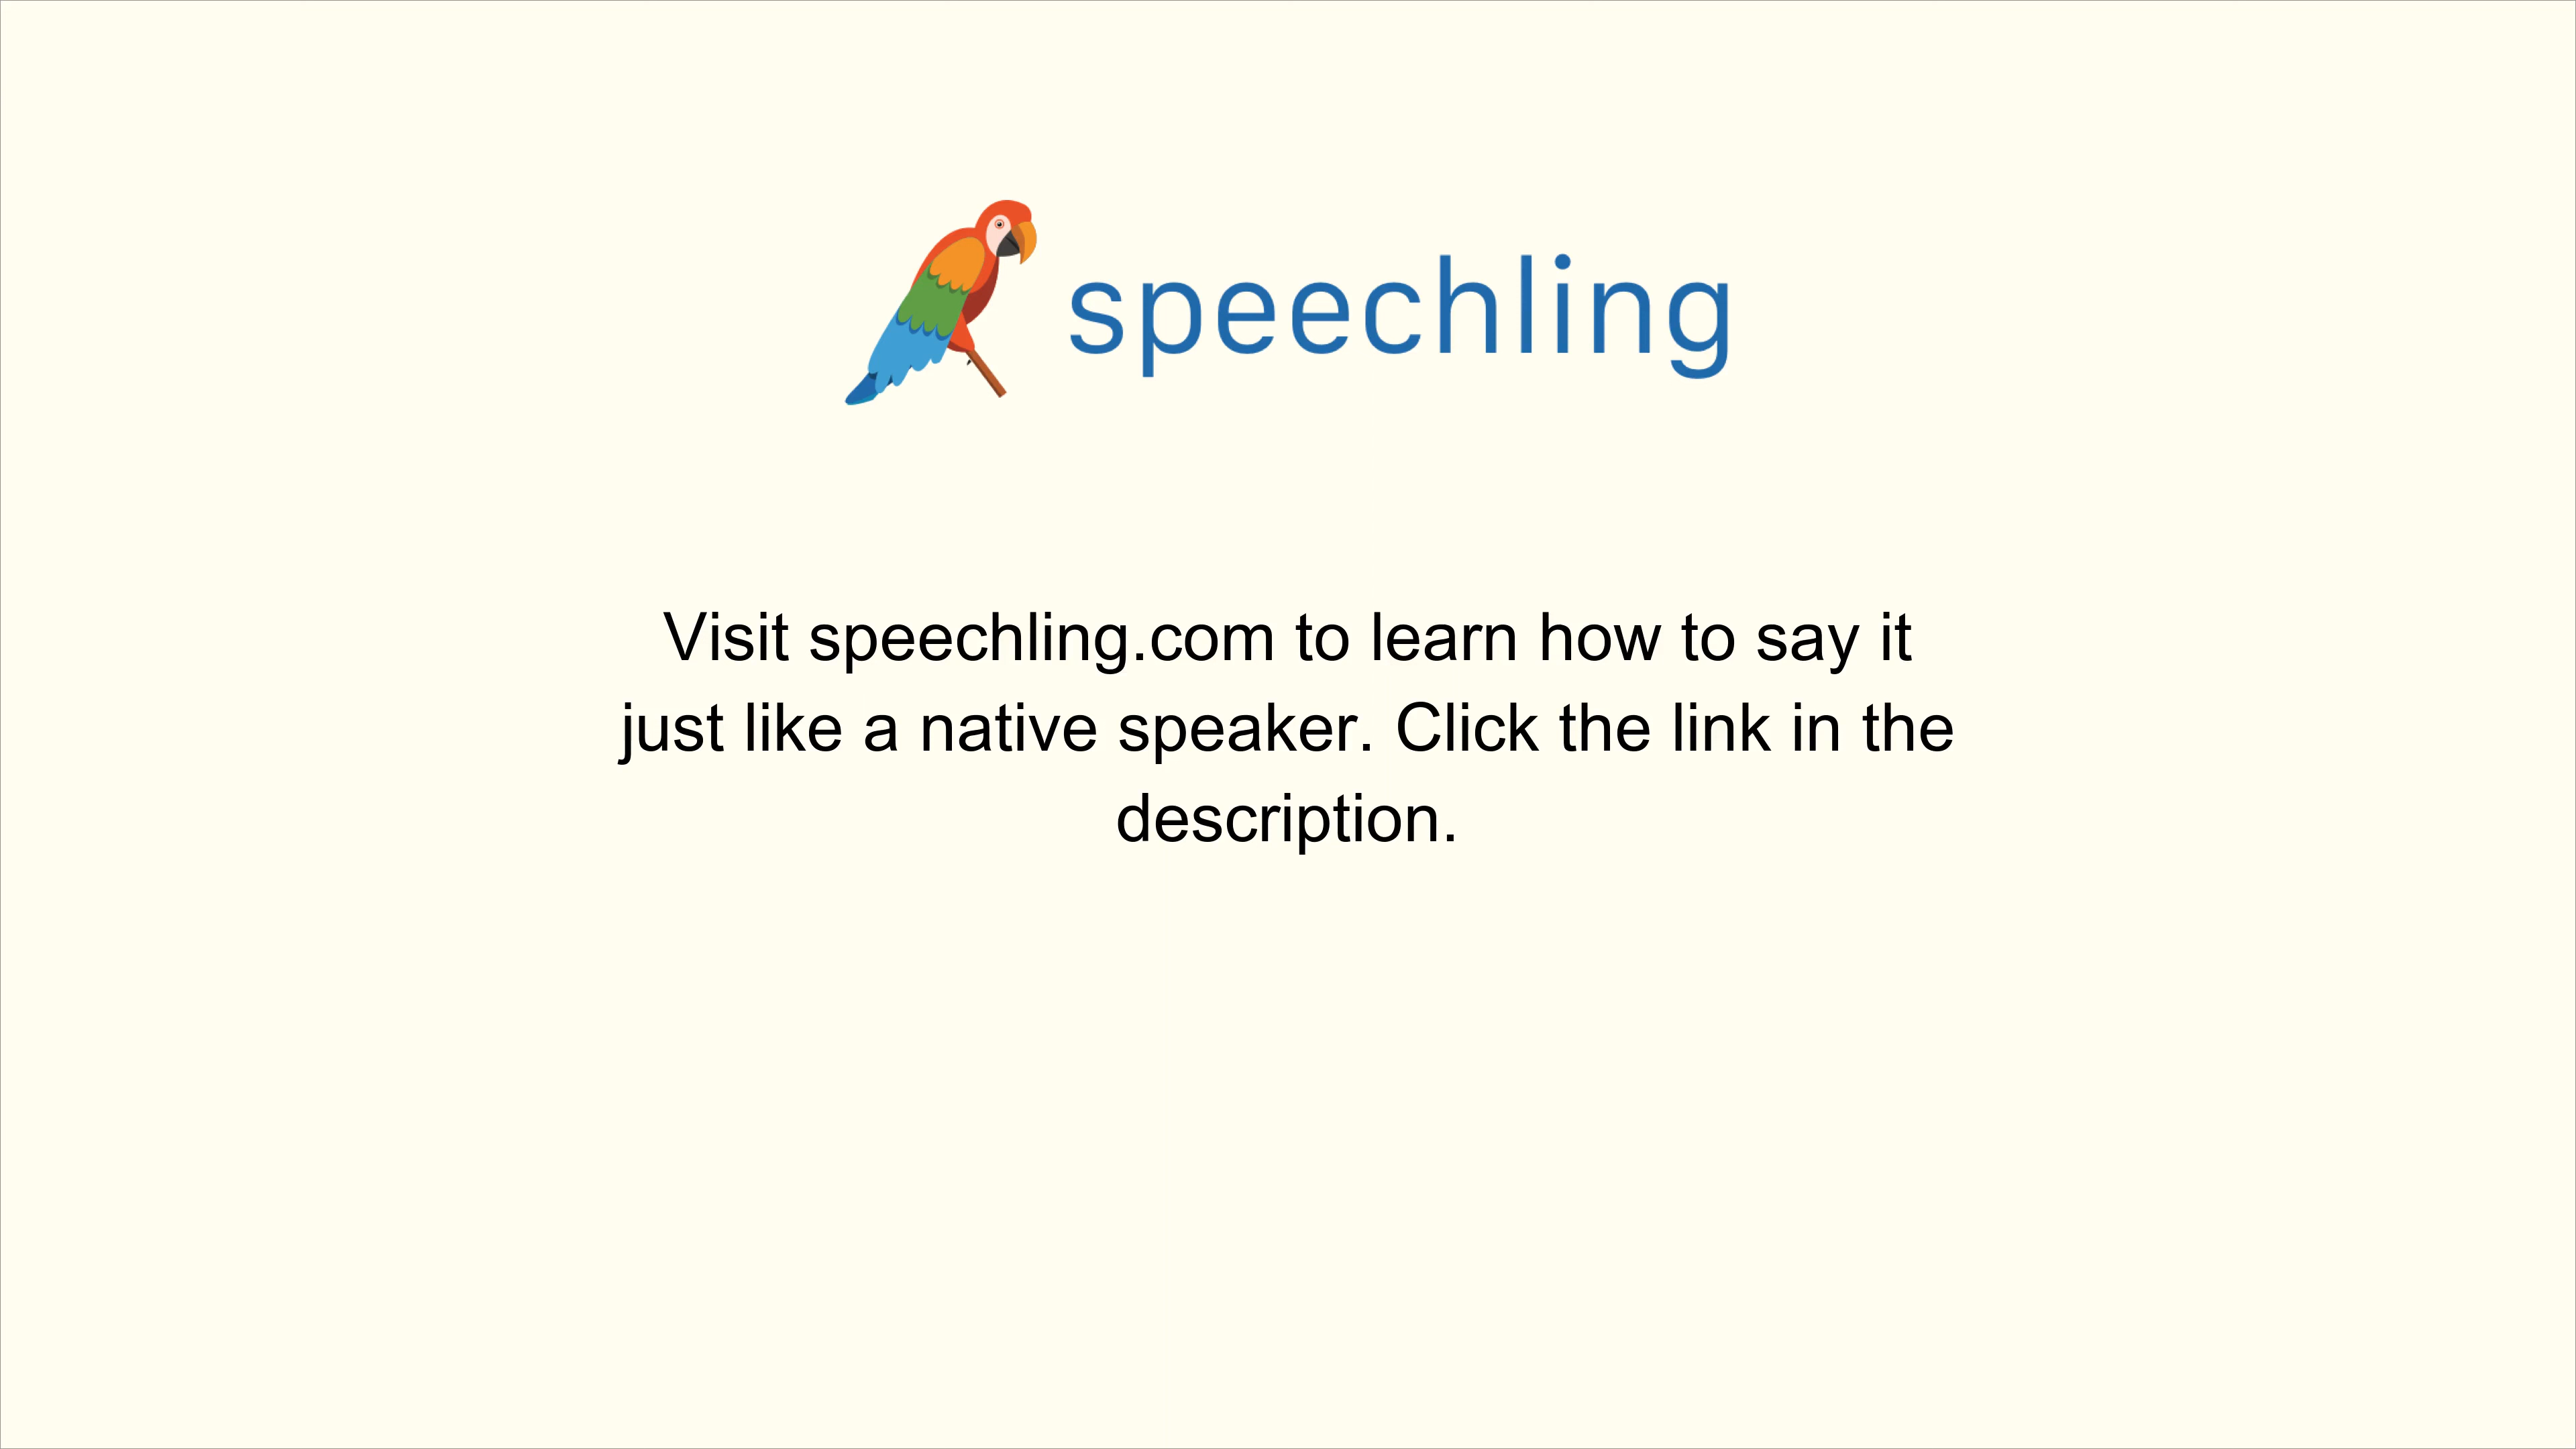 speechling
Visit speechling.com to learn how to say it
just like a native speaker. Click the link in the
description.